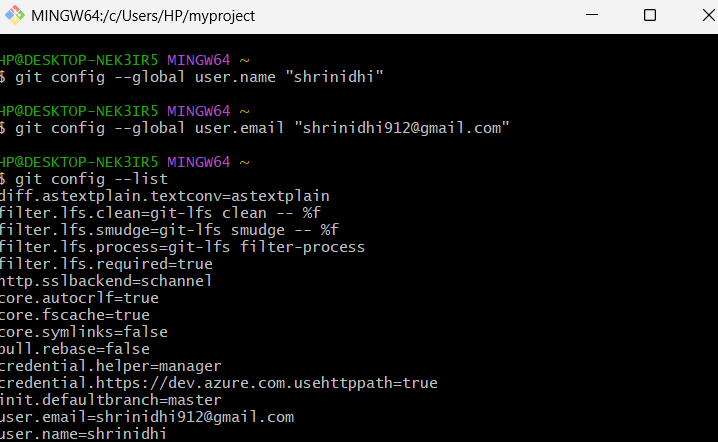 MINGW64:/c/Users/HP/myproject
HP@DESKTOP-NEK3IR5 MINGW64 ~
$ git config --global user.name "shrinidhi"
HP@DESKTOP-NEK3IR5 MINGW64 ~
$ git config --global user.email "shrinidhi912@gmail.com"
HP@DESKTOP-NEK3IR5 MINGW64 ~
$ git config --list
diff.astextplain.textconv=astextplain
filter.lfs.clean=git-lfs clean -- %f
filter.lfs.smudge=git-lfs smudge -- %f
filter.lfs.process=git-lfs filter-process
filter.lfs.required=true
http.sslbackend=schannel
core.autocrlf=true
core.fscache=true
core.symlinks=false
pull.rebase=false
credential.helper=manager
credential.https://dev.azure.com.usehttppath=true
init.defaultbranch=master
user.email=shrinidhi912@gmail.com
user.name=shrinidhi